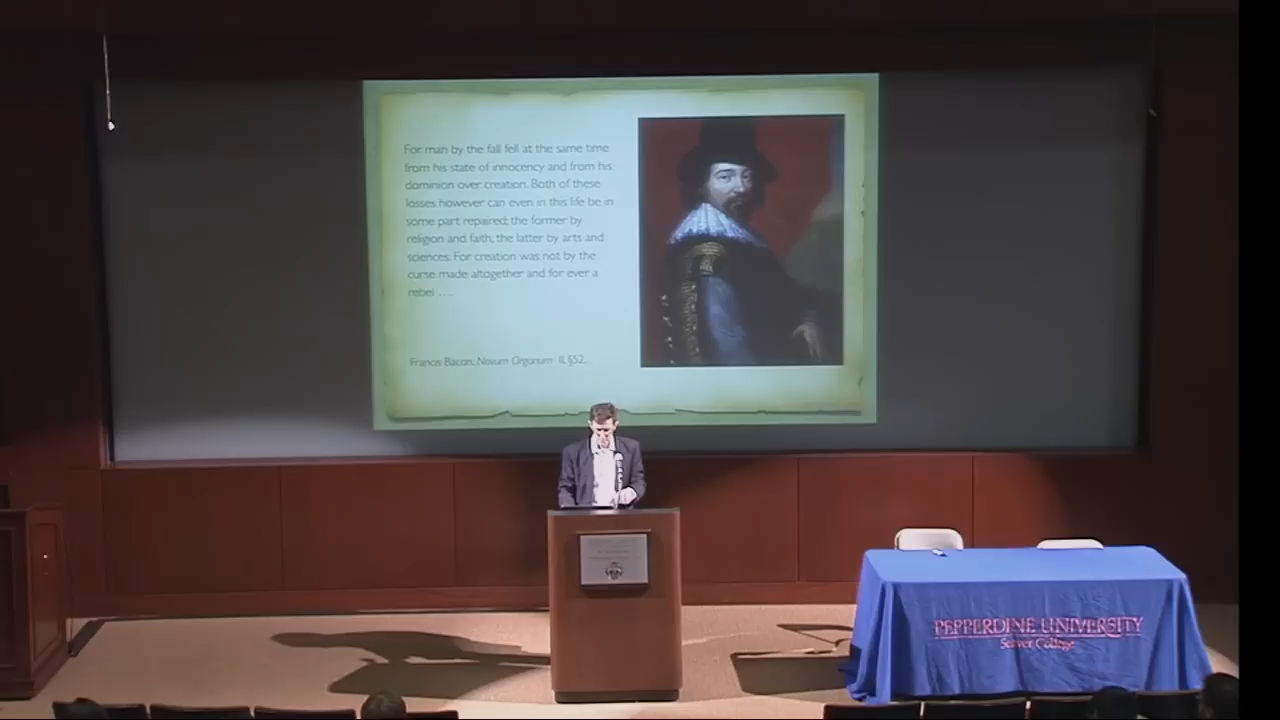 For man by the fall fell at the same time
from his state of innocency and from his
dominion over creation. Both of these
losses however can even in this life be in
some part repaired; the former by
religion and faith, the latter by arts and
sciences. For creation was not by the
curse made altogether and for ever a
rebel ....
Francis Bacon, Novum Organum II, §52.
PEPPERDINE UNIVERSITY
Seaver College